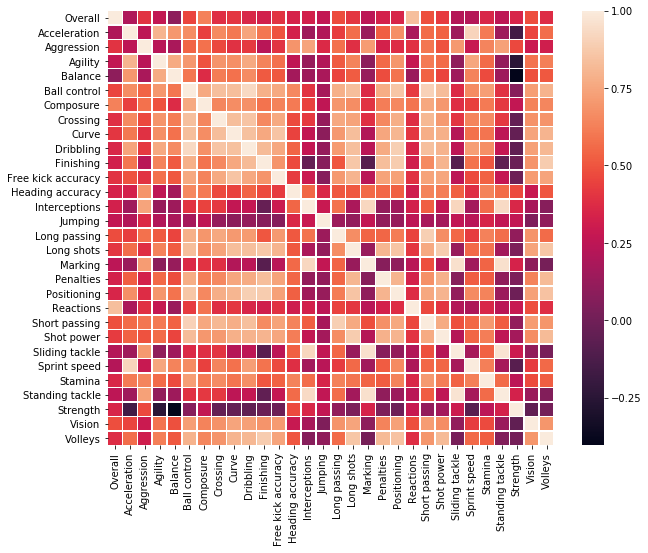 Overall
Acceleration
Aggression
Agility
Balance
Ball control
Composure
Crossing
Curve
Dribbling
Finishing
Free kick accuracy
Heading accuracy
Interceptions
Jumping
Long passing
Long shots
Marking
Penalties
Positioning
Reactions
Short passing
Shot power
Sliding tackle
Sprint speed
Stamina
Standing tackle
Strength
Vision
Volleys
Overall
Acceleration
Aggression
Agility
Balance
Ball control
Composure
Crossing
Curve
Dribbling
Finishing
Free kick accuracy
Heading accuracy
Interceptions
Jumping
Long passing
Long shots
Marking
Penalties
Positioning
Reactions
Short passing
Shot power
Sliding tackle
Sprint speed
Stamina
Standing tackle
Strength
Vision
Volleys
1.00
0.75
0.50
0.25
0.00
−0.25